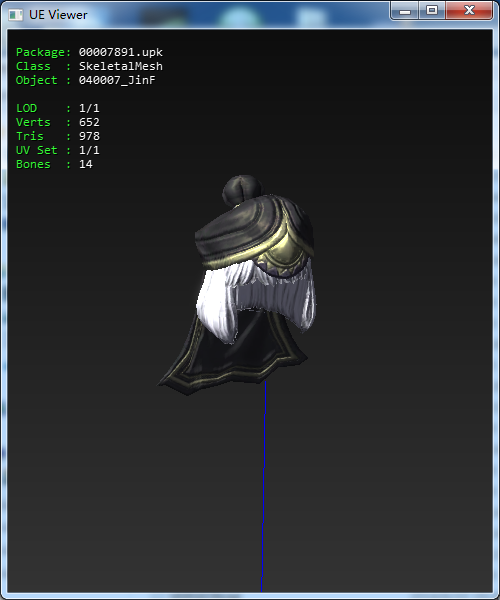 UE Viewer
Package: 00007891.upk
Class : SkeletalMesh
Object : 040007_JinF
LOD : 1/1
Verts : 652
Tris : 978
UV Set : 1/1
Bones : 14